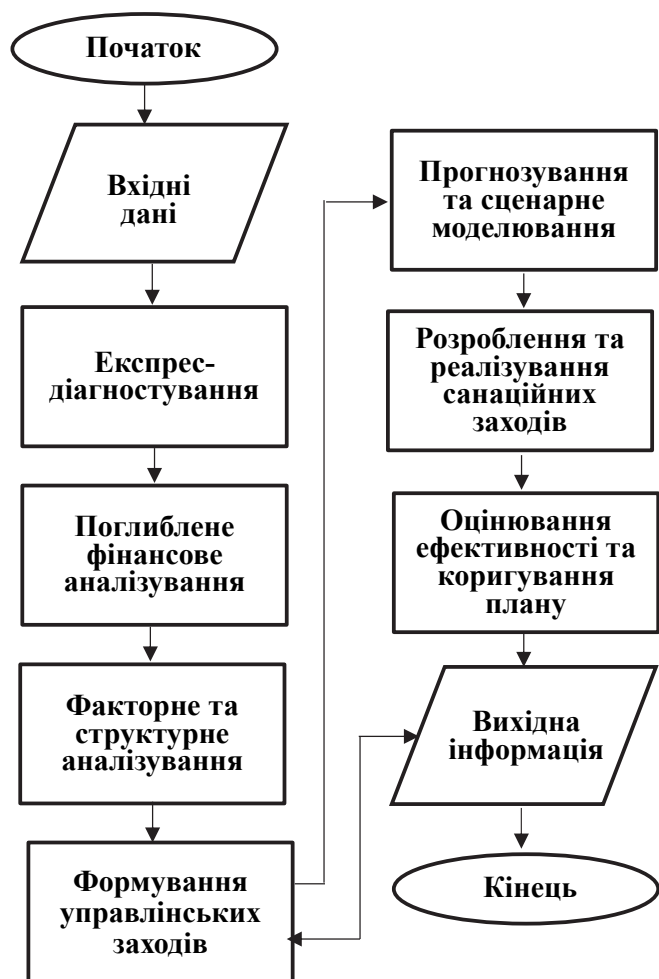 Початок
Вхідні
дані
Експрес-
діагностування
Поглиблене
фінансове
аналізування
Факторне та
структурне
аналізування
Формування
управлінських
заходів
Прогнозування
та сценарне
моделювання
Розроблення та
реалізування
санаційних
заходів
Оцінювання
ефективності та
коригування
плану
Вихідна
інформація
Кінець